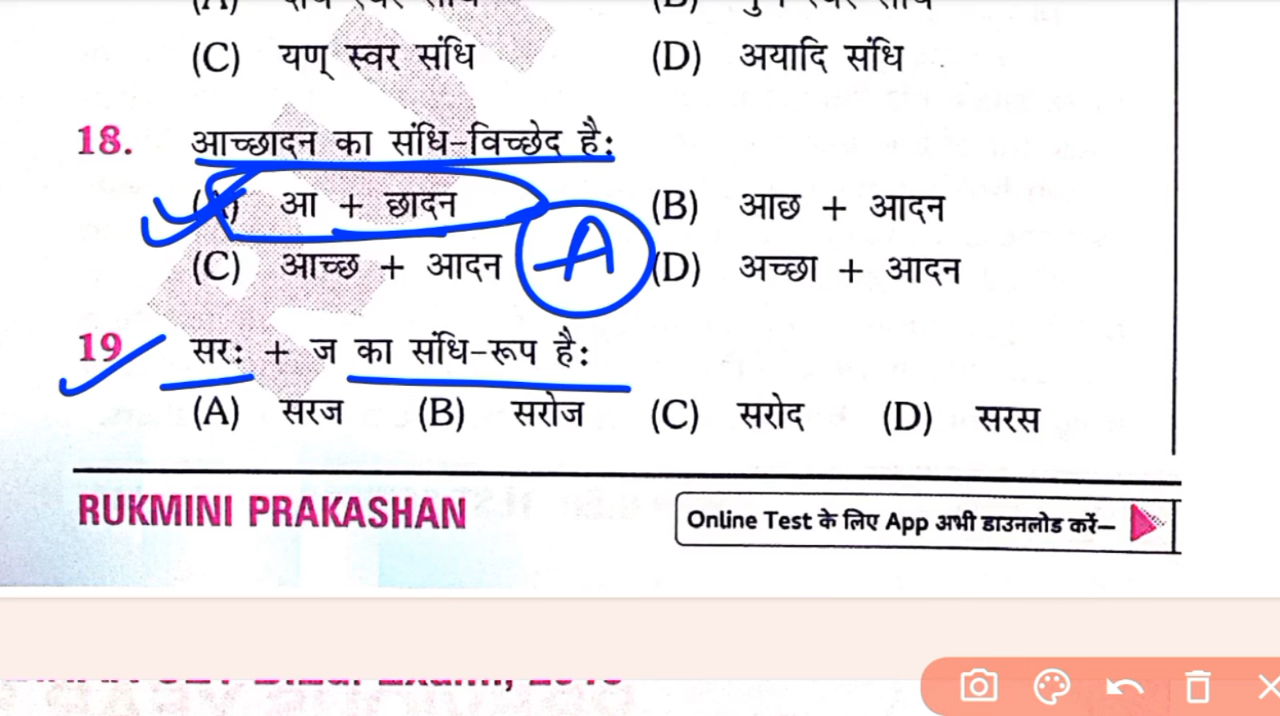 (C) यण् स्वर संधि (D) अयादि संधि
18. आच्छादन का संधि-विच्छेद है:
(A) आ + छादन (B) आछ + आदन
(C) आच्छ + आदन A (D) अच्छा + आदन
19 सर: + ज का संधि-रूप है:
(A) सरज (B) सरोज (C) सरोद (D) सरस
RUKMINI PRAKASHAN
Online Test के लिए App अभी डाउनलोड करें—